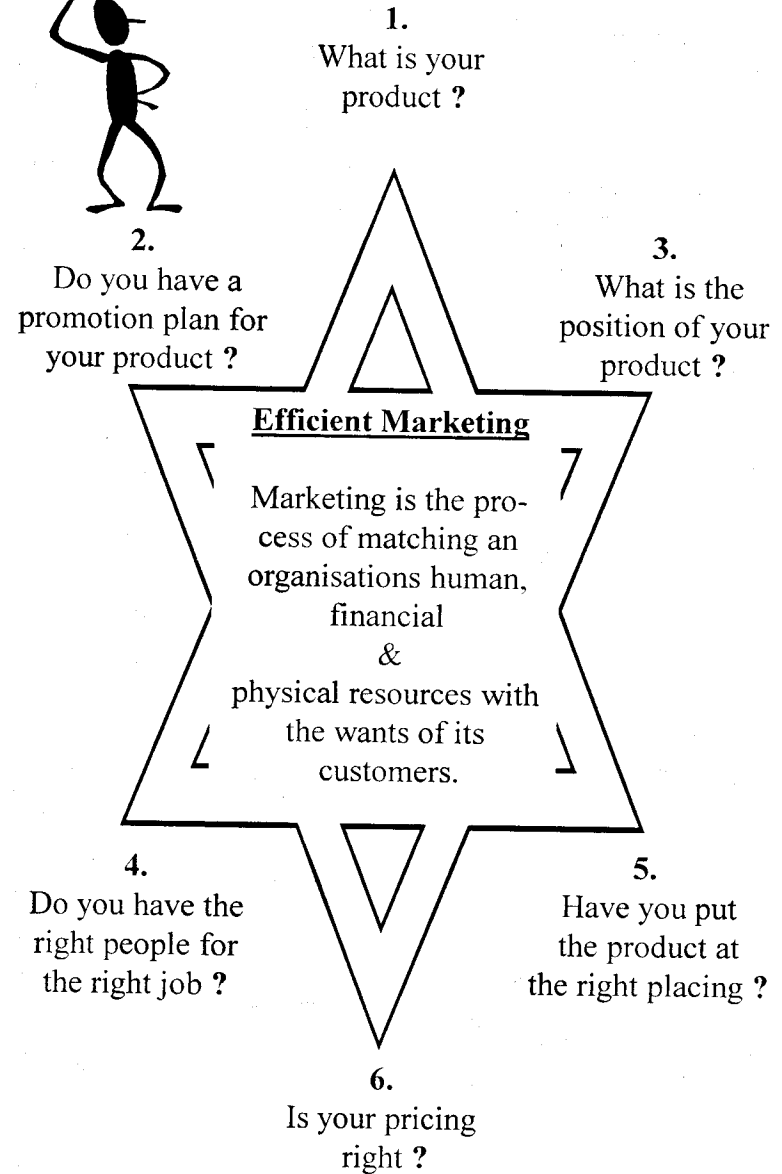 1.
What is your
product ?
2.
Do you have a
promotion plan for
your product ?
3.
What is the
position of your
product ?
Efficient Marketing
Marketing is the pro-
cess of matching an
organisations human,
financial
&
physical resources with
the wants of its
customers.
4.
Do you have the
right people for
the right job ?
5.
Have you put
the product at
the right placing ?
6.
Is your pricing
right ?